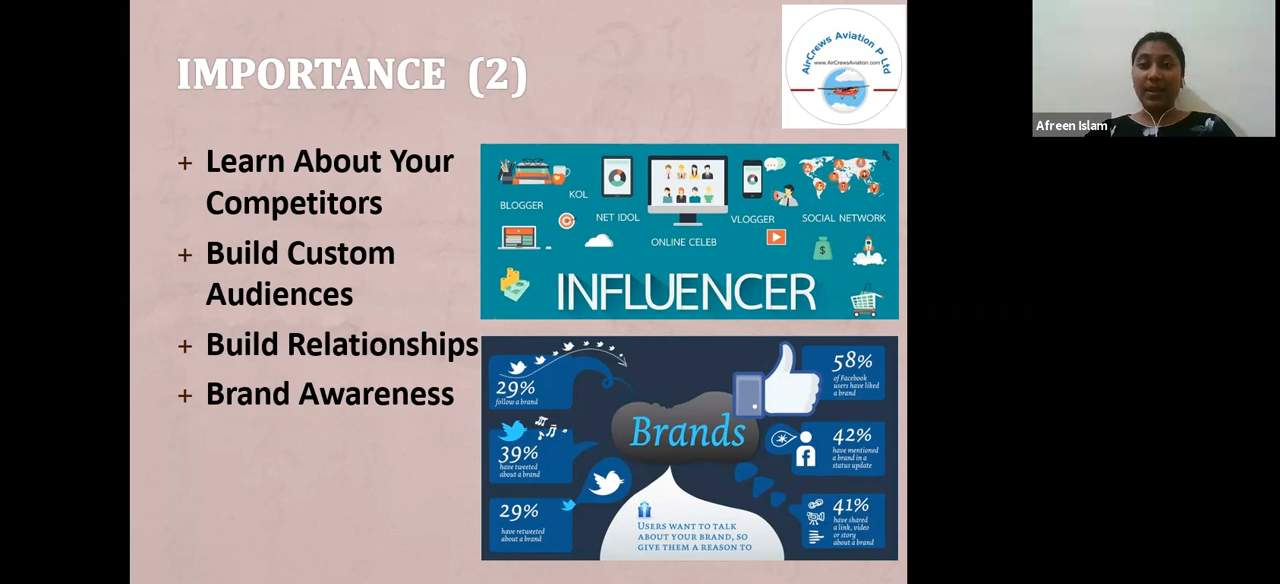 IMPORTANCE (2)
AirCrews Aviation P Ltd
www.AirCrewsAviation.com
Afreen Islam
+ Learn About Your
Competitors
+ Build Custom
Audiences
+ Build Relationships
+ Brand Awareness
BLOGGER
KOL
NET IDOL
ONLINE CELEB
VLOGGER
SOCIAL NETWORK
INFLUENCER
29%
follow a brand
39%
have tweeted
about a brand
29%
have retweeted
about a brand
Brands
USERS WANT TO TALK
ABOUT YOUR BRAND, SO
GIVE THEM A REASON TO
58%
of Facebook
users have liked
a brand
42%
have mentioned
a brand in a
status update
41%
have shared
a link, video
or story
about a brand